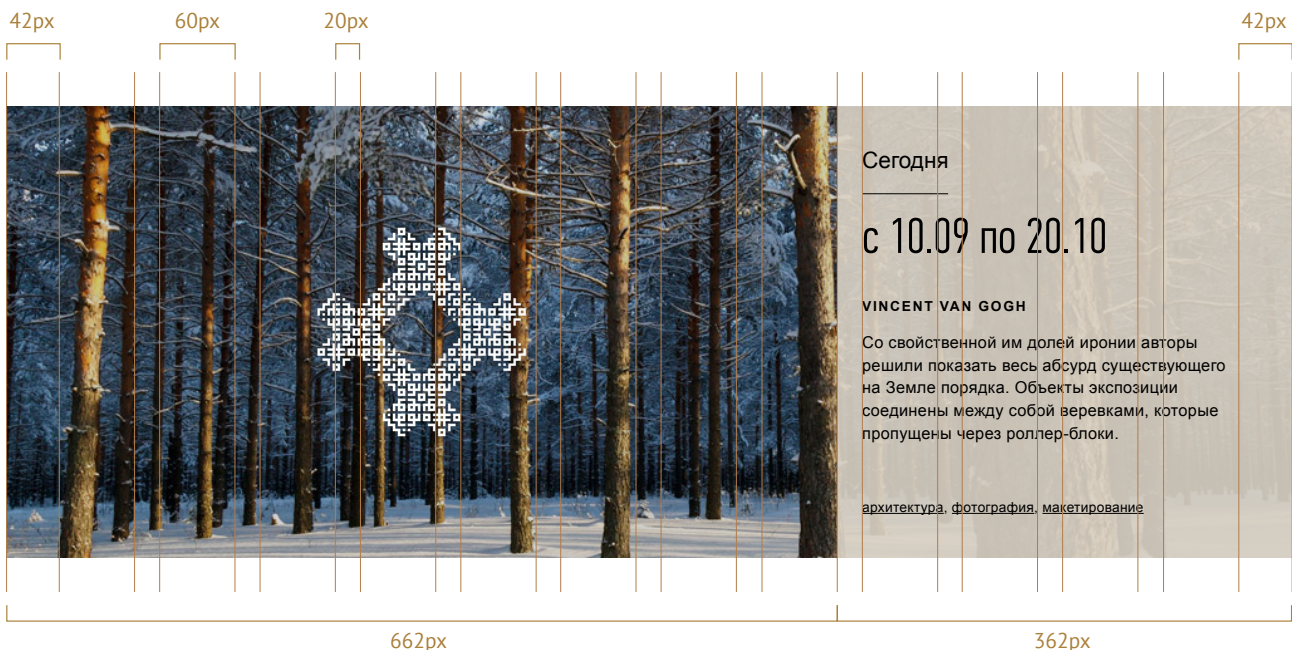 42px 60px 20px 42px
Сегодня
с 10.09 по 20.10
VINCENT VAN GOGH
Со свойственной им долей иронии авторы
решили показать весь абсурд существующего
на Земле порядка. Объекты экспозиции
соединены между собой веревками, которые
пропущены через роллер-блоки.
архитектура, фотография, макетирование
662px 362px